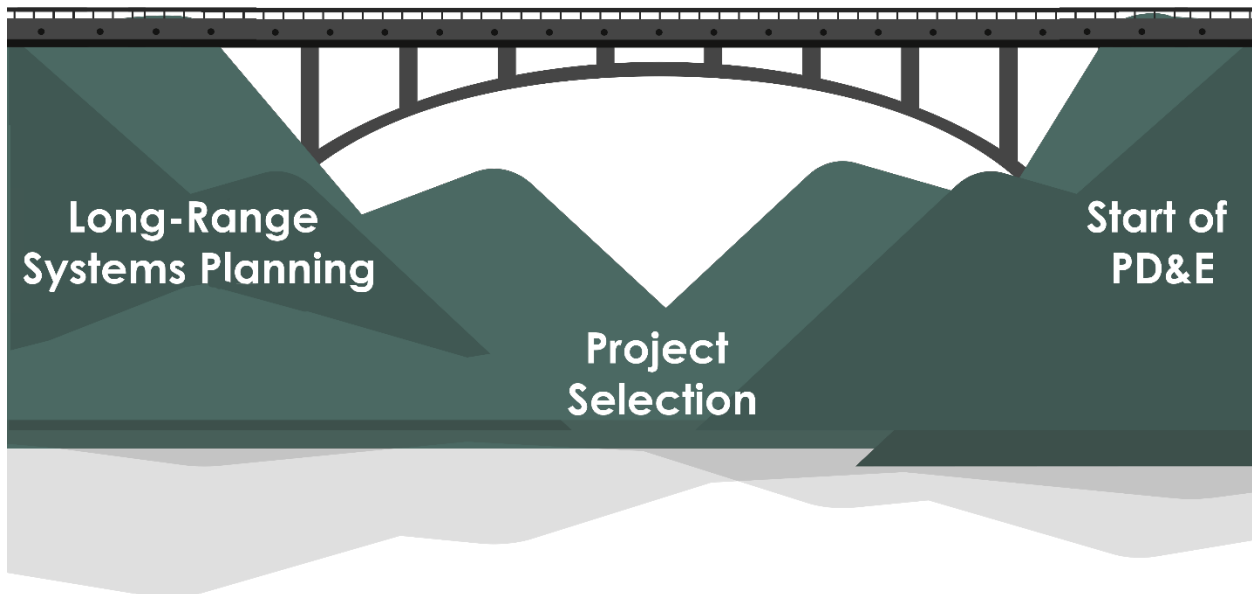 Long-Range
Systems Planning
Project
Selection
Start of
PD&E